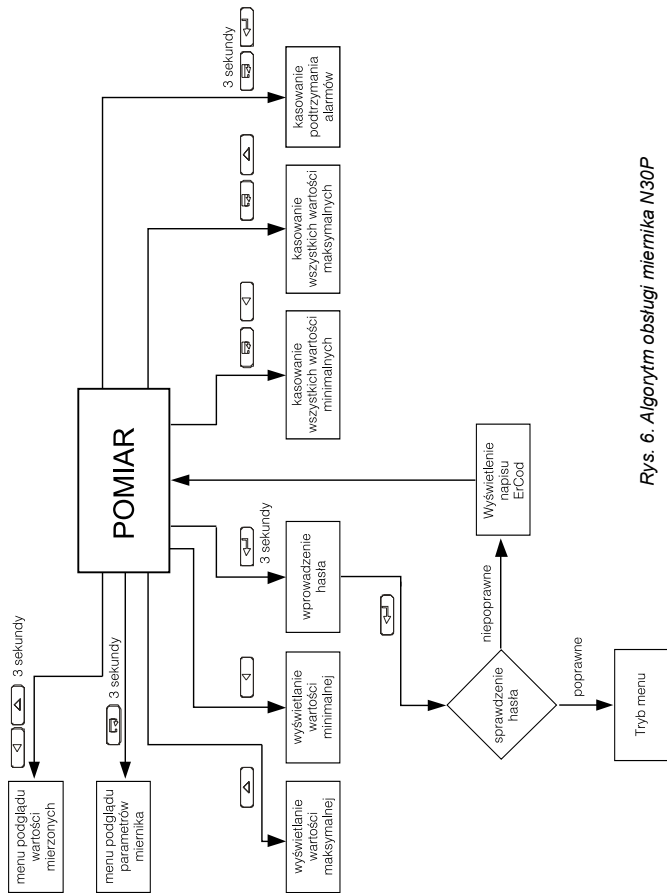 menu podglądu
wartości
mierzonych
3 sekundy
menu podglądu
parametrów
miernika
3 sekundy
POMIAR
wyświetlanie
wartości
maksymalnej
wyświetlanie
wartości
minimalnej
wprowadzenie
hasła
3 sekundy
kasowanie
wszystkich wartości
minimalnych
kasowanie
wszystkich wartości
maksymalnych
kasowanie
podtrzymania
alarmów
3 sekundy
sprawdzenie
hasła
niepoprawne
Wyświetlenie
napisu
ErCod
poprawne
Tryb menu
Rys. 6. Algorytm obsługi miernika N30P